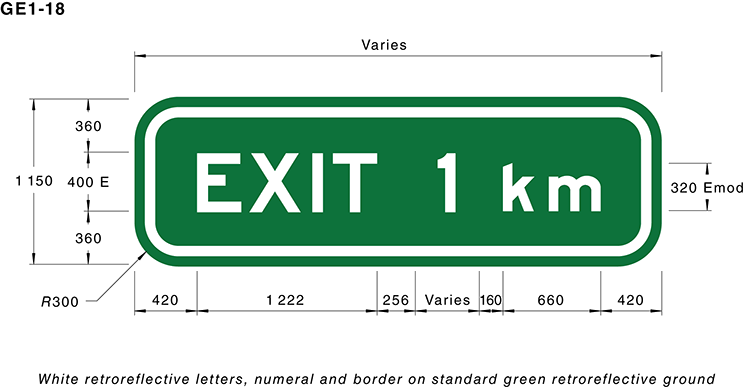 GE1-18
Varies
360
EXIT 1 km
1 150
400 E
320 Emod
360
R300
420
1 222
256
Varies
160
660
420
White retroreflective letters, numeral and border on standard green retroreflective ground